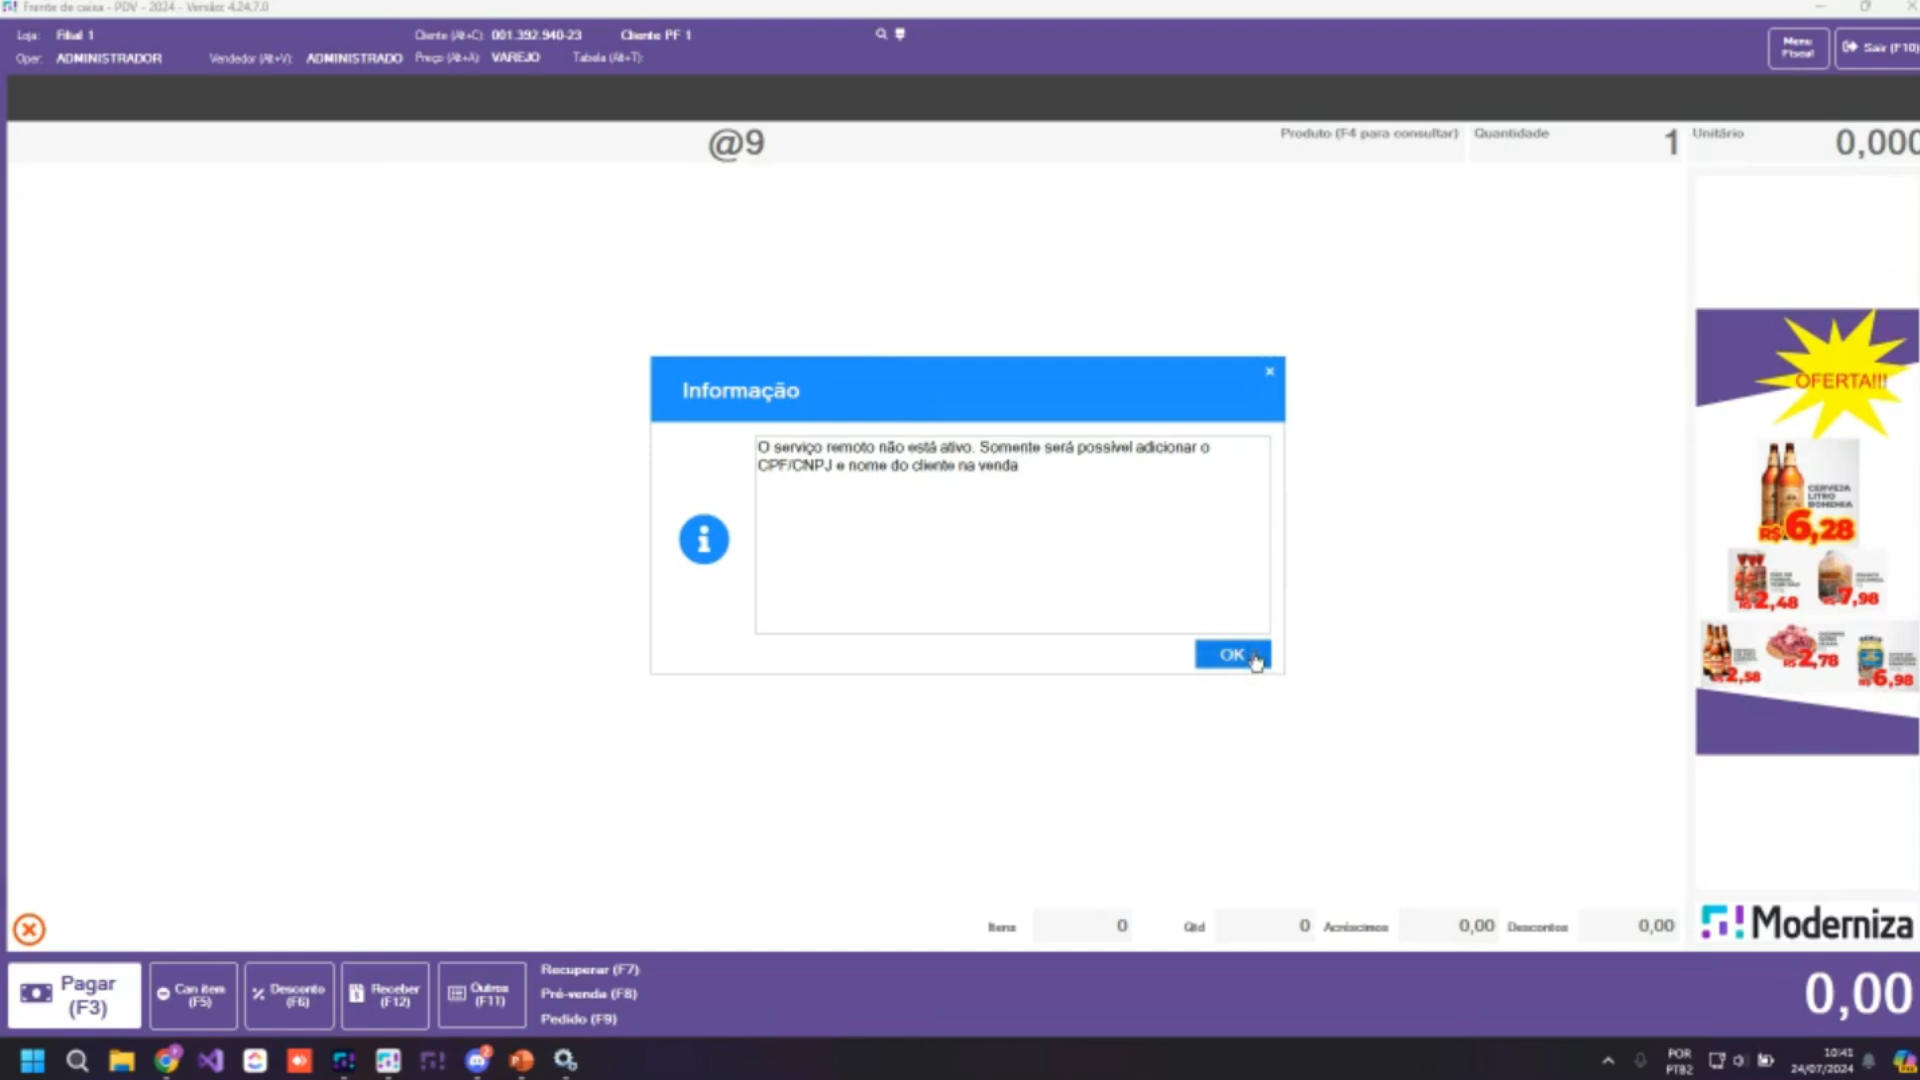 Frente de caixa - PDV - 2024 - Versão: 4.24.7.0
Loja: Filial 1 Cliente (Alt+C): 001.392.940-23 Cliente PF 1
Oper: ADMINISTRADOR Vendedor (Alt+V): ADMINISTRADO Preço (Alt+A): VAREJO Tabela (Alt+T):
Menu Fiscal
Sair (F10)
@9 Produto (F4 para consultar) Quantidade 1 Unitário 0,000
Informação
O serviço remoto não está ativo. Somente será possível adicionar o
CPF/CNPJ e nome do cliente na venda
OK
OFERTA!!!
CERVEJA
LITRO
BOHEMIA
R$ 6,28
R$ 2,48
7,98
2,58
R$ 2,78
R$ 6,98
Itens 0 Qtd 0 Acréscimos 0,00 Descontos 0,00
Moderniza
Pagar
(F3)
Can item
(F5)
Desconto
(F6)
Receber
(F12)
Outros
(F11)
Recuperar (F7)
Pré-venda (F8)
Pedido (F9)
0,00
POR
PTB2
10:41
24/07/2024